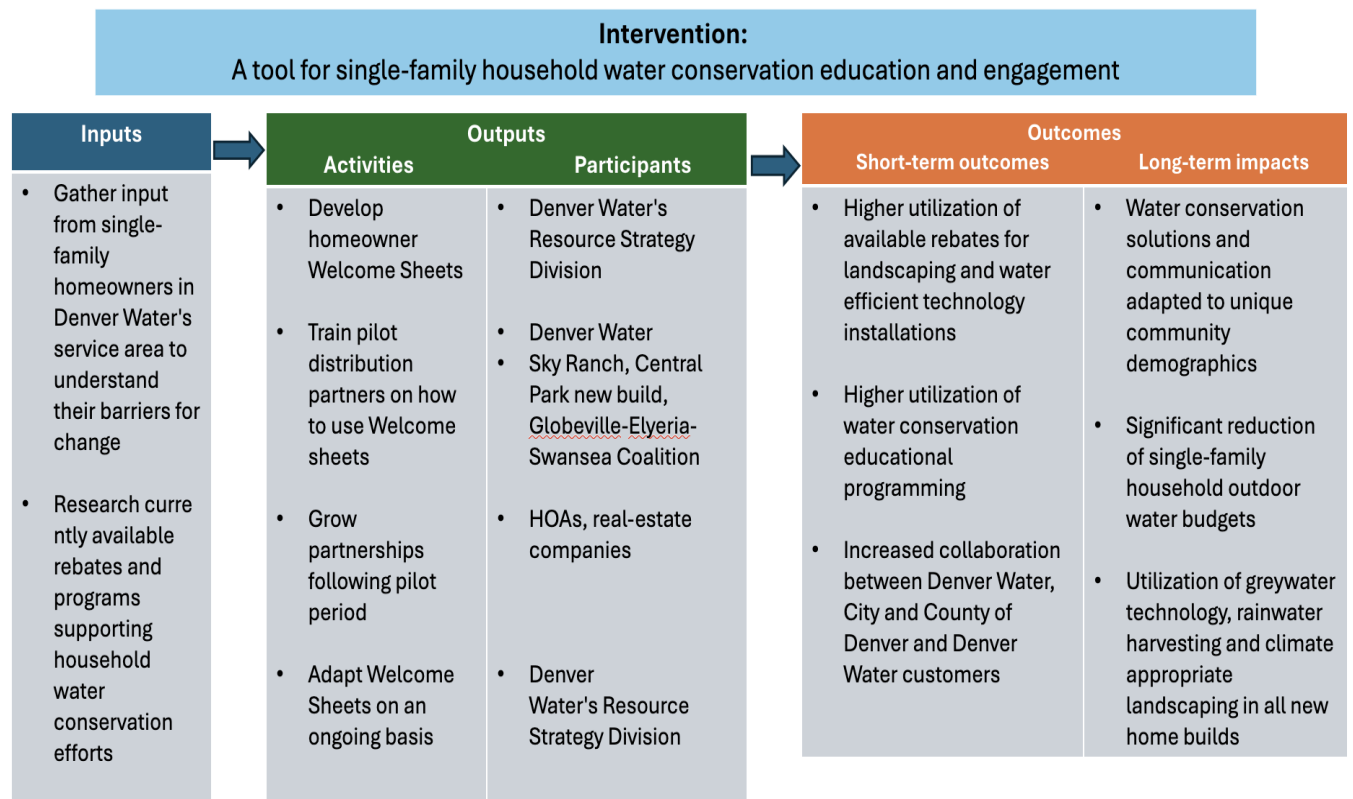 Intervention:
A tool for single-family household water conservation education and engagement
Inputs
• Gather input
from single-
family
homeowners in
Denver Water's
service area to
understand
their barriers for
change
• Research curre
ntly available
rebates and
programs
supporting
household
water
conservation
efforts
Outputs
Activities
• Develop
homeowner
Welcome Sheets
• Train pilot
distribution
partners on how
to use Welcome
sheets
• Grow
partnerships
following pilot
period
• Adapt Welcome
Sheets on an
ongoing basis
Participants
• Denver Water's
Resource Strategy
Division
• Denver Water
• Sky Ranch, Central
Park new build,
Globeville-Elyeria-
Swansea Coalition
• HOAs, real-estate
companies
• Denver
Water's Resource
Strategy Division
Outcomes
Short-term outcomes
• Higher utilization of
available rebates for
landscaping and water
efficient technology
installations
• Higher utilization of
water conservation
educational
programming
• Increased collaboration
between Denver Water,
City and County of
Denver and Denver
Water customers
Long-term impacts
• Water conservation
solutions and
communication
adapted to unique
community
demographics
• Significant reduction
of single-family
household outdoor
water budgets
• Utilization of greywater
technology, rainwater
harvesting and climate
appropriate
landscaping in all new
home builds